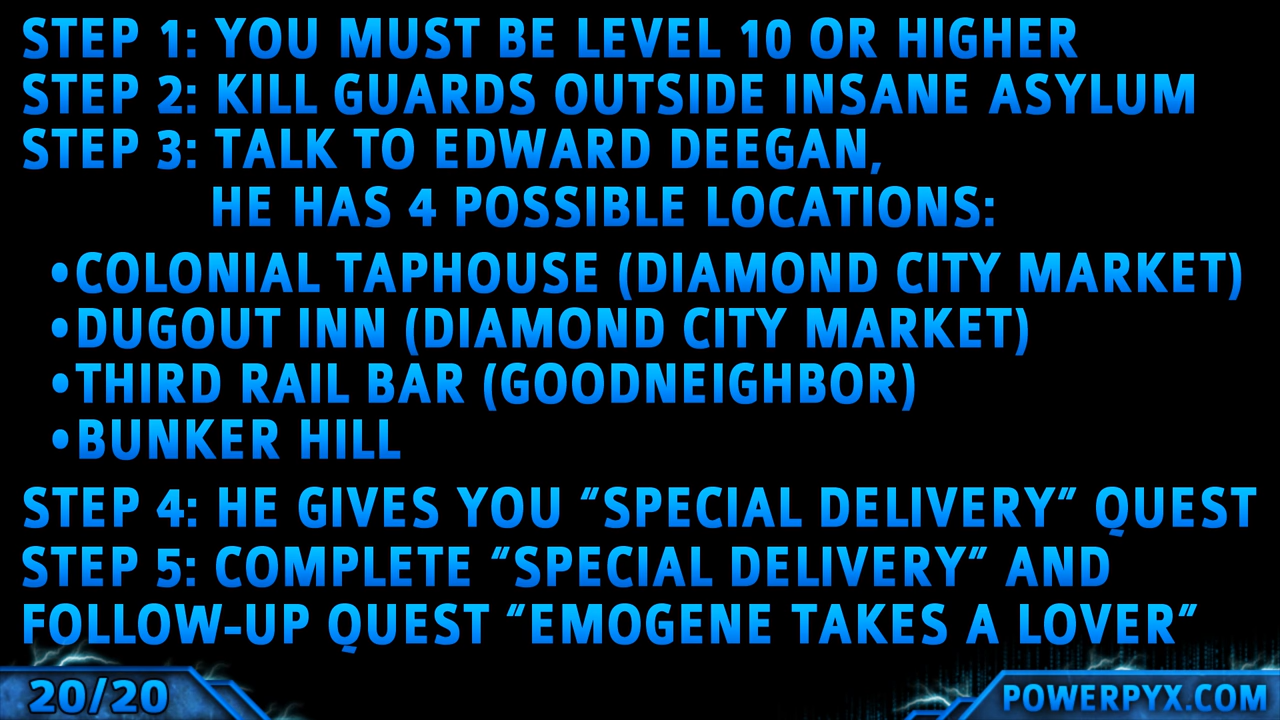 STEP 1: YOU MUST BE LEVEL 10 OR HIGHER
STEP 2: KILL GUARDS OUTSIDE INSANE ASYLUM
STEP 3: TALK TO EDWARD DEEGAN,
HE HAS 4 POSSIBLE LOCATIONS:
•COLONIAL TAPHOUSE (DIAMOND CITY MARKET)
•DUGOUT INN (DIAMOND CITY MARKET)
•THIRD RAIL BAR (GOODNEIGHBOR)
•BUNKER HILL
STEP 4: HE GIVES YOU "SPECIAL DELIVERY" QUEST
STEP 5: COMPLETE "SPECIAL DELIVERY" AND
FOLLOW-UP QUEST "EMOGENE TAKES A LOVER"
20/20
POWERPYX.COM